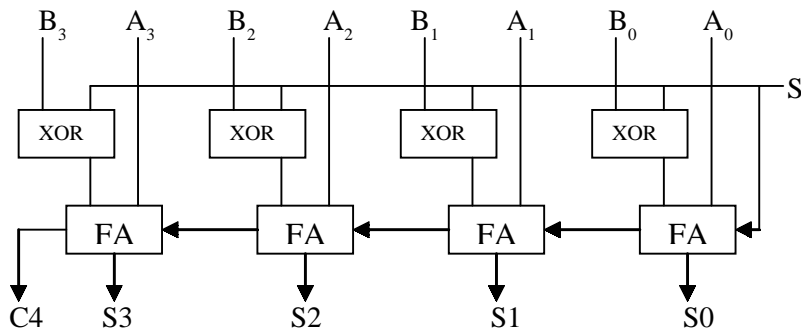 B₃ A₃ B₂ A₂ B₁ A₁ B₀ A₀
S
XOR XOR XOR XOR
FA FA FA FA
C4 S3 S2 S1 S0